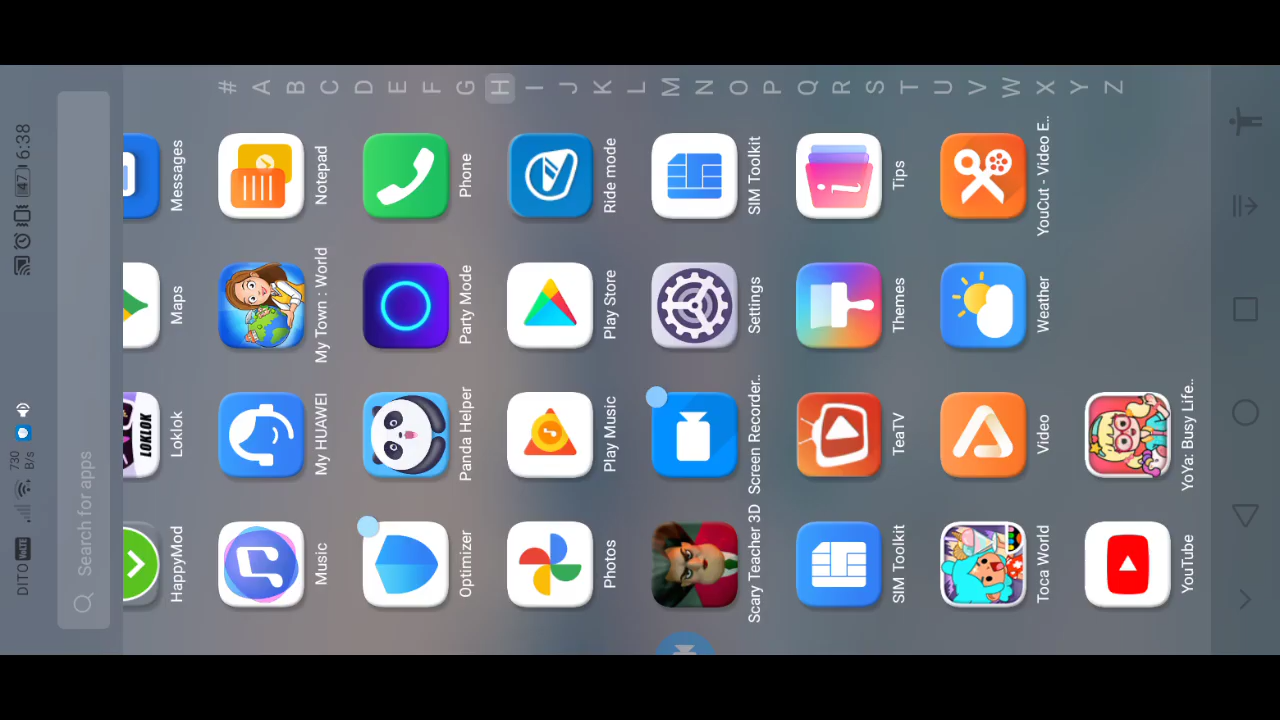 DITO VoLTE 730 B/s 47 6:38
Search for apps
HappyMod Loklok Maps Messages
LOKLOK
Music My HUAWEI My Town : World Notepad
Optimizer Panda Helper Party Mode Phone
Photos Play Music Play Store Ride mode
Scary Teacher 3D Screen Recorder.. Settings SIM Toolkit
SIM Toolkit TeaTV Themes Tips
Toca World Video Weather YouCut - Video E..
YouTube YoYa: Busy Life..
#
A
B
C
D
E
F
G
H
I
J
K
L
M
N
O
P
Q
R
S
T
U
V
W
X
Y
Z